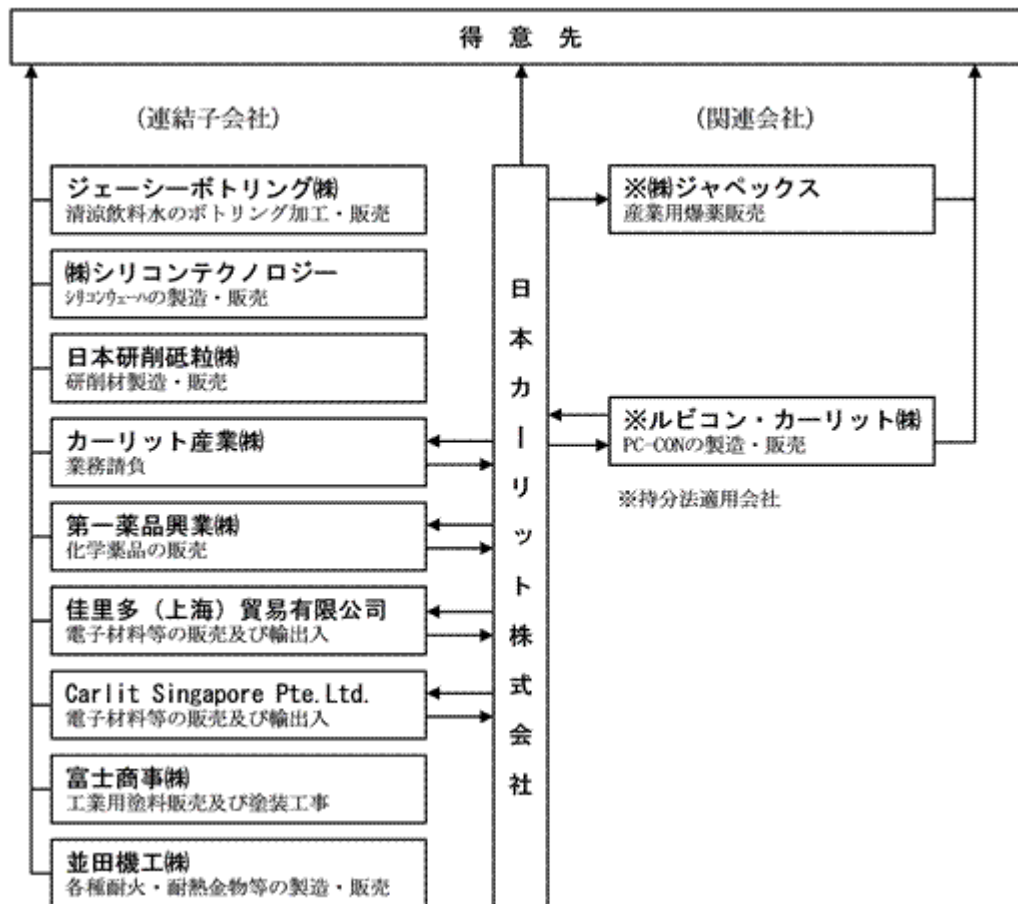 得意先
(連結子会社)
(関連会社)
ジェーシーボトリング㈱
清涼飲料水のボトリング加工・販売
㈱シリコンテクノロジー
シリコンウェーハの製造・販売
日本研削砥粒㈱
研削材製造・販売
カーリット産業㈱
業務請負
第一薬品興業㈱
化学薬品の販売
佳里多（上海）貿易有限公司
電子材料等の販売及び輸出入
Carlit Singapore Pte.Ltd.
電子材料等の販売及び輸出入
富士商事㈱
工業用塗料販売及び塗装工事
並田機工㈱
各種耐火・耐熱金物等の製造・販売
日本カーリット株式会社
※㈱ジャペックス
産業用爆薬販売
※ルビコン・カーリット㈱
PC-CONの製造・販売
※持分法適用会社